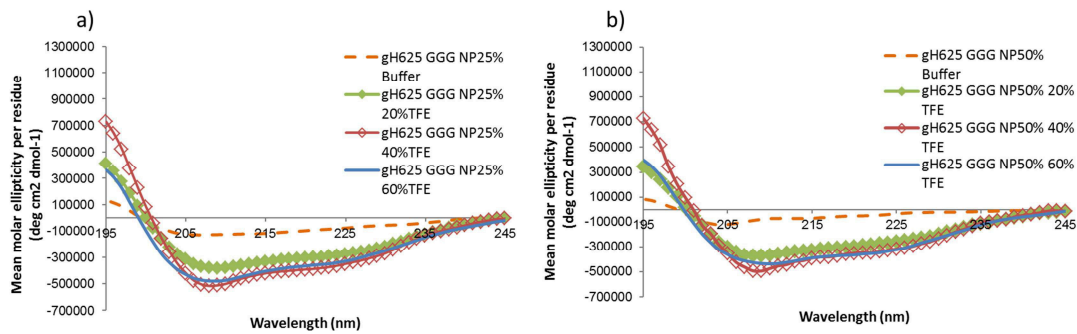 a)
Mean molar ellipticity per residue
(deg cm2 dmol-1)
1300000
1100000
900000
700000
500000
300000
100000
-100000
-300000
-500000
-700000
195
205
215
225
235
245
gH625 GGG NP25%
Buffer
gH625 GGG NP25%
20%TFE
gH625 GGG NP25%
40%TFE
gH625 GGG NP25%
60%TFE
Wavelength (nm)
b)
Mean molar ellipticity per residue
(deg cm2 dmol-1)
1300000
1100000
900000
700000
500000
300000
100000
-100000
-300000
-500000
-700000
195
205
215
225
235
245
gH625 GGG NP50%
Buffer
gH625 GGG NP50% 20%
TFE
gH625 GGG NP50% 40%
TFE
gH625 GGG NP50% 60%
TFE
Wavelength (nm)